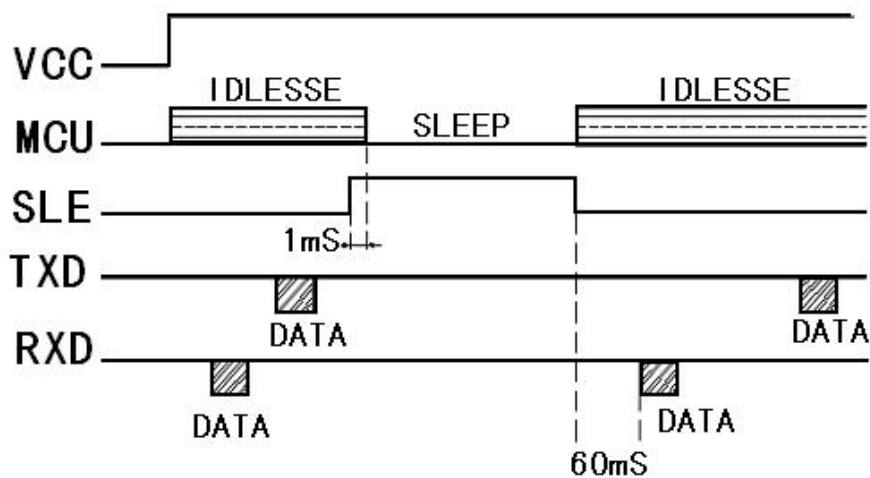 VCC
IDLESSE IDLESSE
MCU SLEEP
SLE
1mS
TXD
DATA DATA
RXD
DATA DATA
60mS